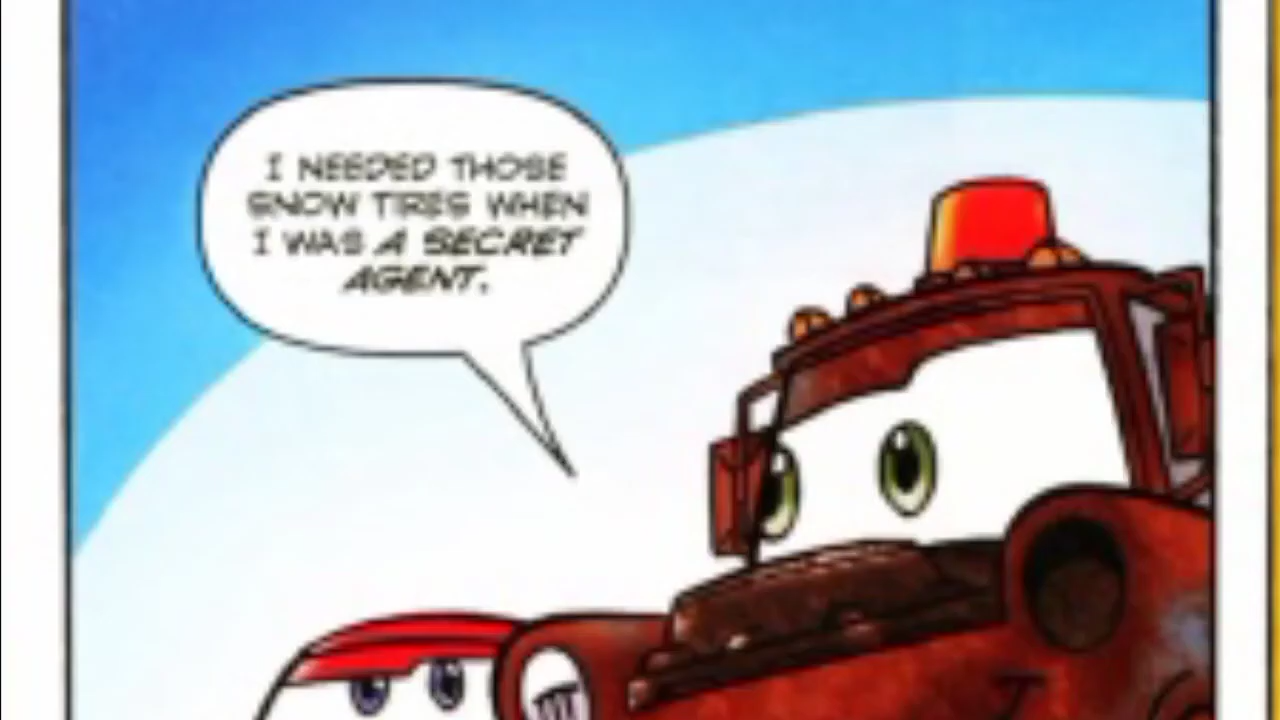 I NEEDED THOSE
SNOW TIRES WHEN
I WAS A SECRET
AGENT.